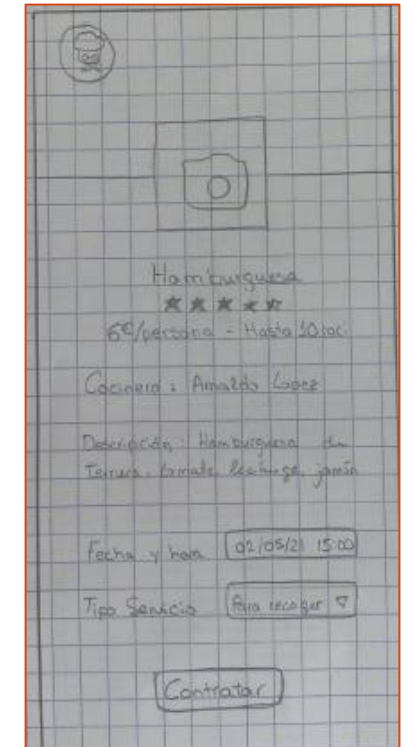 Hamburguesa
6€/persona - Hasta 10
Cocinero: Arnaldo Lopez
Descripción: Hamburguesa de
Ternera, tomate, lechuga, jamón
Fecha y hora 02/05/21 15:00
Tipo Servicio Para recoger
Contratar